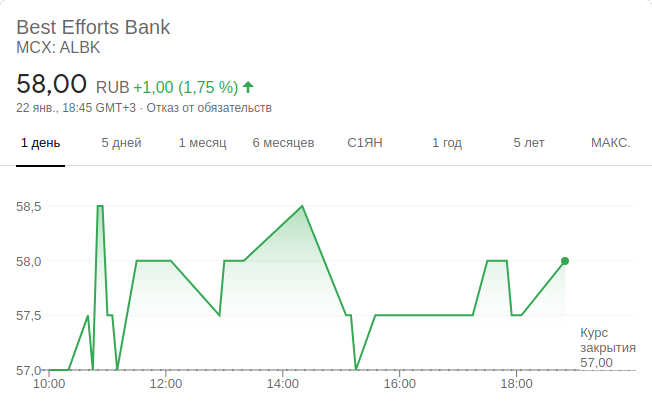 Best Efforts Bank
MCX: ALBK
58,00 RUB +1,00 (1,75 %)
22 янв., 18:45 GMT+3 · Отказ от обязательств
1 день 5 дней 1 месяц 6 месяцев С1ЯН 1 год 5 лет МАКС.
58,5
58,0
57,5
Курс
закрытия
57,00
57,0
10:00 12:00 14:00 16:00 18:00